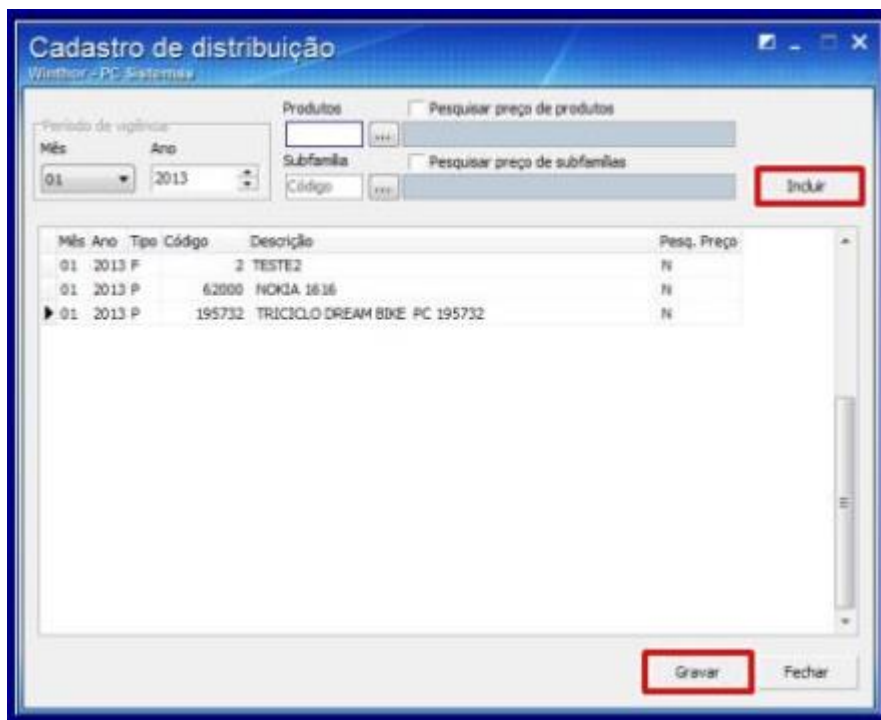 Cadastro de distribuição
Winthor - PC Sistemas
Período de vigência
Mês Ano
01 2013
Produtos Pesquisar preço de produtos
...
Subfamília Pesquisar preço de subfamílias
Código ...
Incluir
Mês Ano Tipo Código Descrição Pesq. Preço
01 2013 F 2 TESTE2 N
01 2013 P 62000 NOKIA 1616 N
01 2013 P 195732 TRICICLO DREAM BIKE PC 195732 N
Gravar Fechar